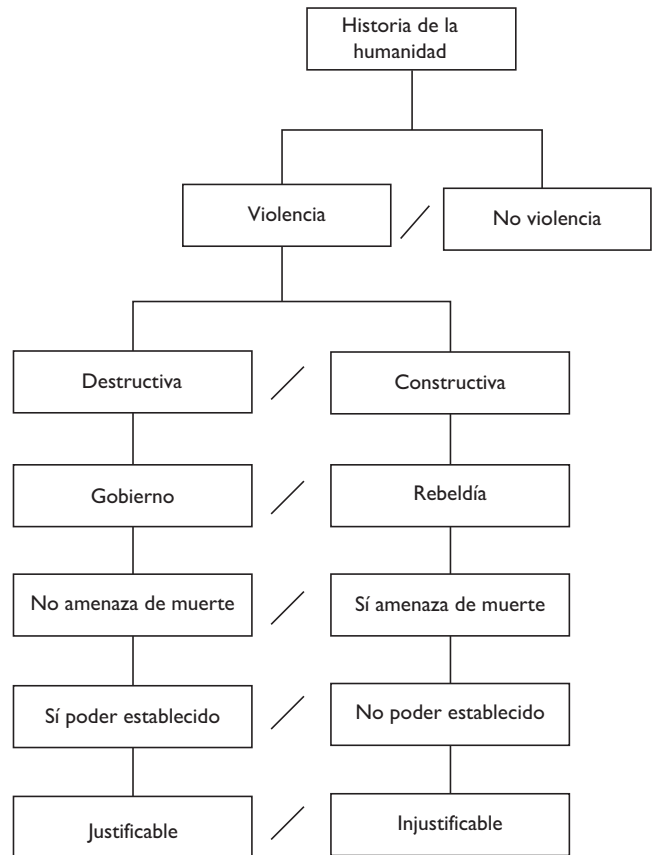 Historia de la
humanidad
Violencia
No violencia
Destructiva
Constructiva
Gobierno
Rebeldía
No amenaza de muerte
Sí amenaza de muerte
Sí poder establecido
No poder establecido
Justificable
Injustificable